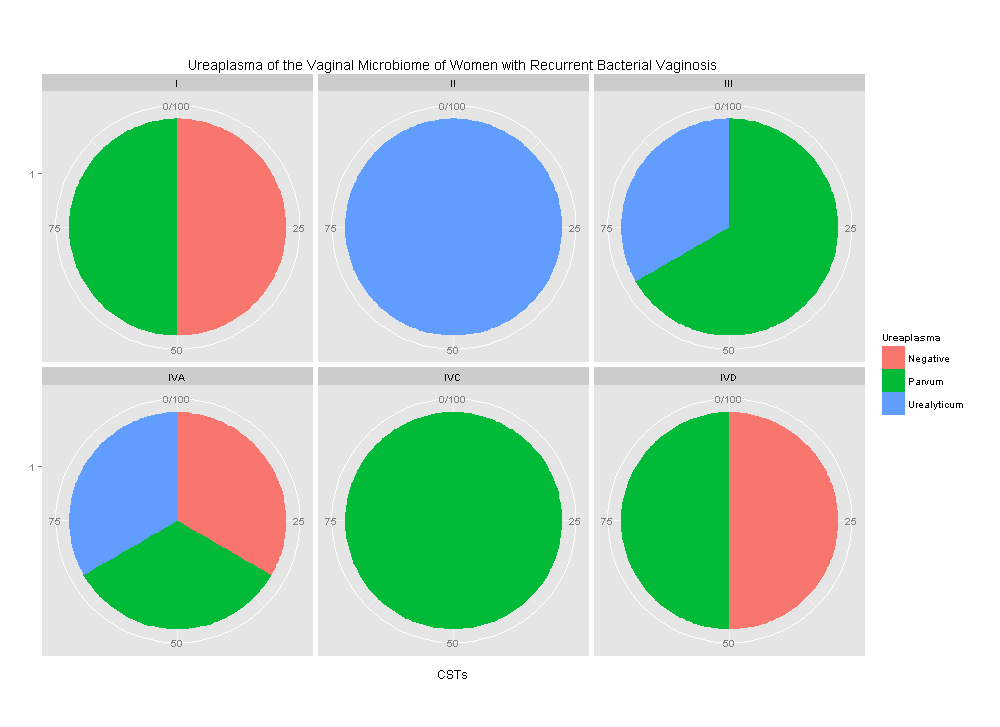 Ureaplasma of the Vaginal Microbiome of Women with Recurrent Bacterial Vaginosis
I II III
0/100 0/100 0/100
1
75 25 75 25 75 25
50 50 50
Ureaplasma
Negative
Parvum
Urealyticum
IVA IVC IVD
0/100 0/100 0/100
1
75 25 75 25 75 25
50 50 50
CSTs